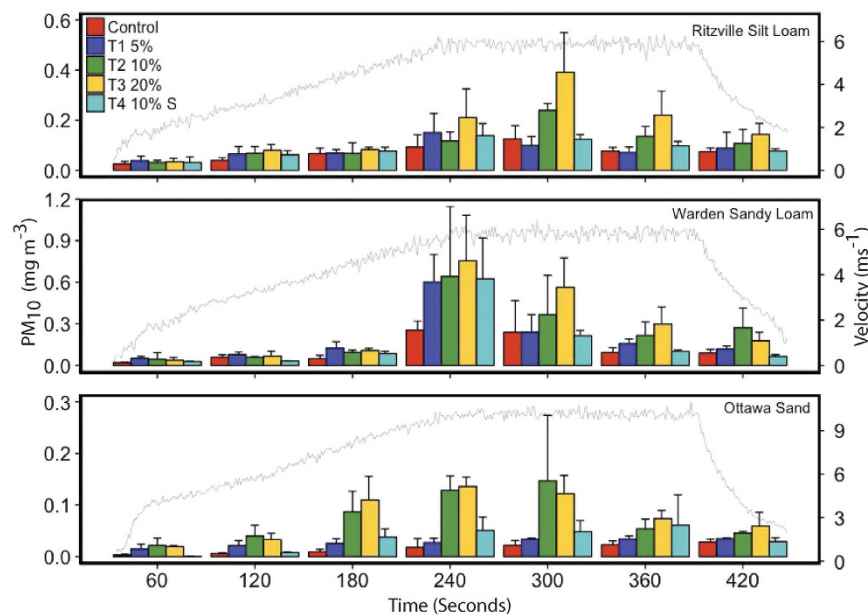 Control
T1 5%
T2 10%
T3 20%
T4 10% S
Ritzville Silt Loam
0.6
0.4
0.2
0.0
6
4
2
0
Warden Sandy Loam
1.2
0.9
0.6
0.3
0.0
6
4
2
0
PM10 (mg m-3)
Velocity (ms-1)
Ottawa Sand
0.3
0.2
0.1
0.0
9
6
3
0
60 120 180 240 300 360 420
Time (Seconds)